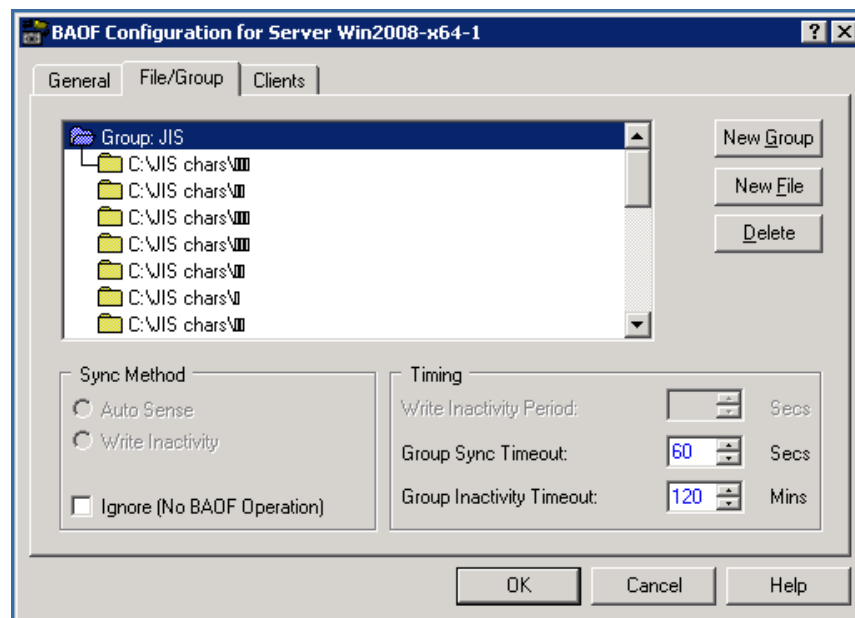 BAOF Configuration for Server Win2008-x64-1
General File/Group Clients
Group: JIS
C:\JIS chars\
C:\JIS chars\
C:\JIS chars\
C:\JIS chars\
C:\JIS chars\
C:\JIS chars\
C:\JIS chars\
New Group
New File
Delete
Sync Method
Auto Sense
Write Inactivity
Ignore (No BAOF Operation)
Timing
Write Inactivity Period: Secs
Group Sync Timeout: 60 Secs
Group Inactivity Timeout: 120 Mins
OK Cancel Help